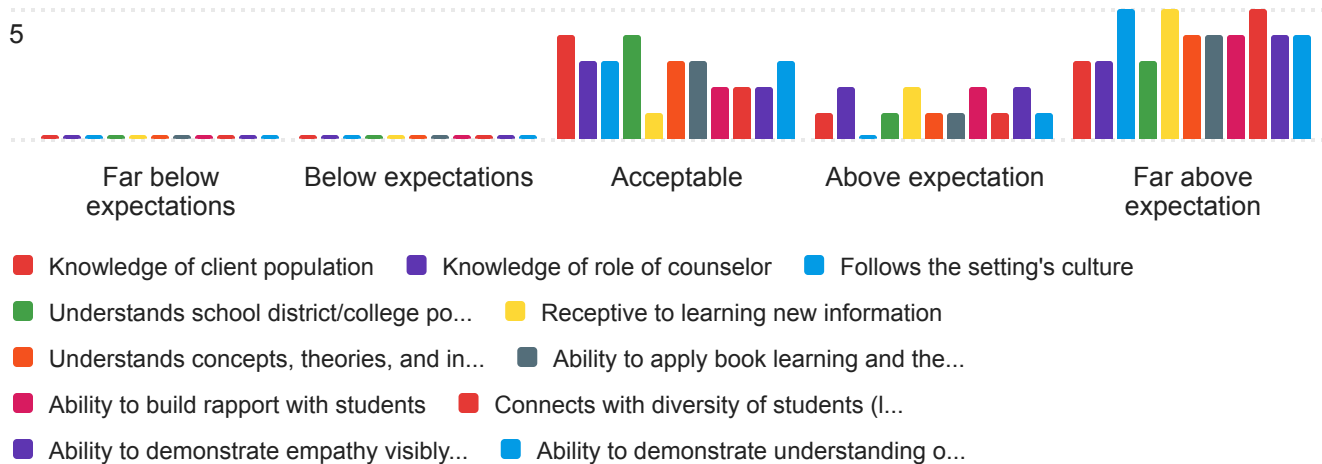 5
Far below
expectations
Below expectations
Acceptable
Above expectation
Far above
expectation
Knowledge of client population Knowledge of role of counselor Follows the setting's culture
Understands school district/college po... Receptive to learning new information
Understands concepts, theories, and in... Ability to apply book learning and the...
Ability to build rapport with students Connects with diversity of students (l...
Ability to demonstrate empathy visibly... Ability to demonstrate understanding o...